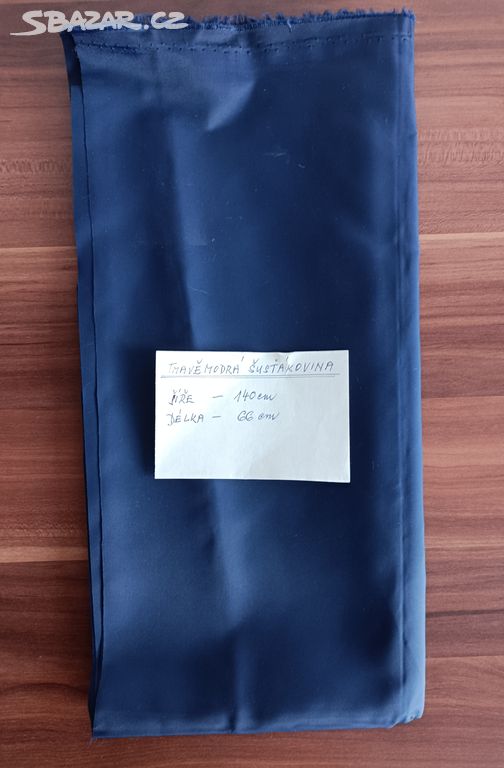 SBAZAR.CZ
TMAVĚMODRÁ ŠUSŤÁKOVINA
ŠÍŘE – 140 cm
DÉLKA – 66 cm